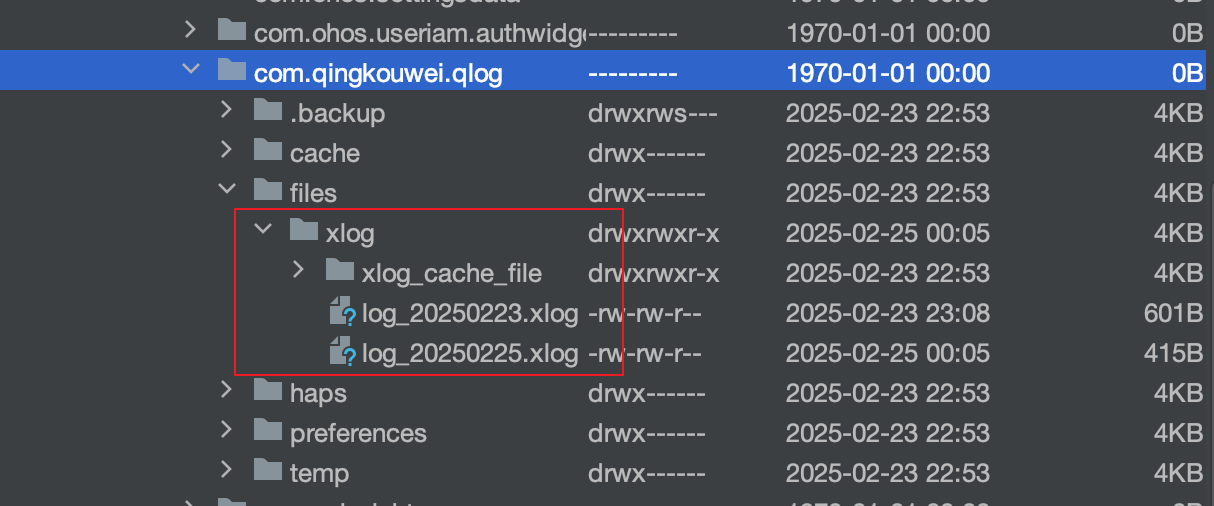 com.ohos.useriam.authwidg --------- 1970-01-01 00:00 0B
com.qingkouwei.qlog --------- 1970-01-01 00:00 0B
.backup drwxrws--- 2025-02-23 22:53 4KB
cache drwx------ 2025-02-23 22:53 4KB
files drwx------ 2025-02-23 22:53 4KB
xlog drwxrwxr-x 2025-02-25 00:05 4KB
xlog_cache_file drwxrwxr-x 2025-02-23 22:53 4KB
log_20250223.xlog -rw-rw-r-- 2025-02-23 23:08 601B
log_20250225.xlog -rw-rw-r-- 2025-02-25 00:05 415B
haps drwx------ 2025-02-23 22:53 4KB
preferences drwx------ 2025-02-23 22:53 4KB
temp drwx------ 2025-02-23 22:53 4KB